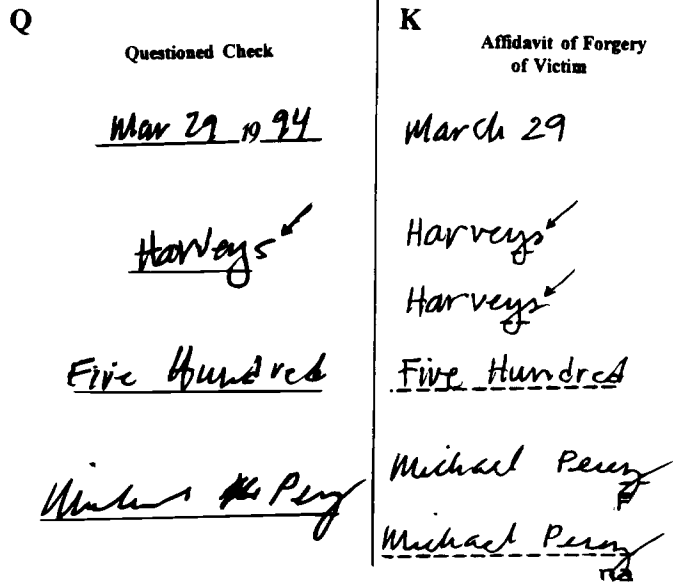 Q
Questioned Check
Mar 29 19 94
Harveys
Five Hundred
Perez
K
Affidavit of Forgery
of Victim
March 29
Harveys
Harveys
Five Hundred
Michael Perez
Michael Perez